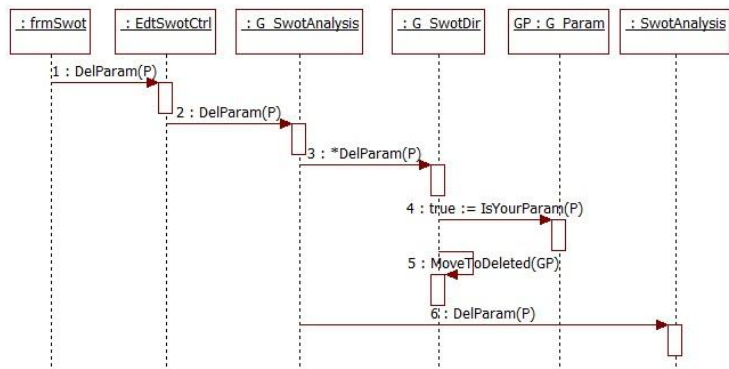 : frmSwot
: EdtSwotCtrl
: G_SwotAnalysis
: G_SwotDir
GP : G_Param
: SwotAnalysis
1 : DelParam(P)
2 : DelParam(P)
3 : *DelParam(P)
4 : true := IsYourParam(P)
5 : MoveToDeleted(GP)
6 : DelParam(P)